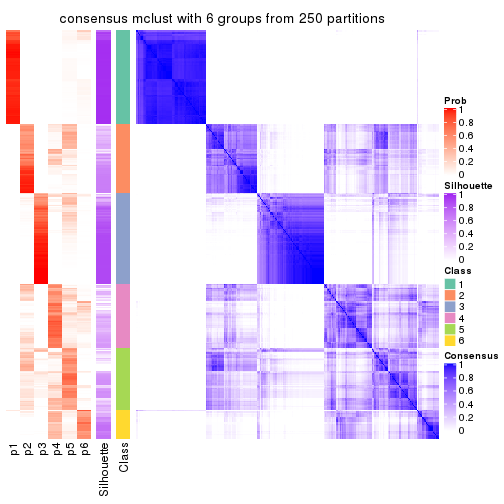 consensus mclust with 6 groups from 250 partitions
Prob
1
0.8
0.6
0.4
0.2
0
Silhouette
1
0.8
0.6
0.4
0.2
0
Class
1
2
3
4
5
6
Consensus
1
0.8
0.6
0.4
0.2
0
p1
p2
p3
p4
p5
p6
Silhouette
Class